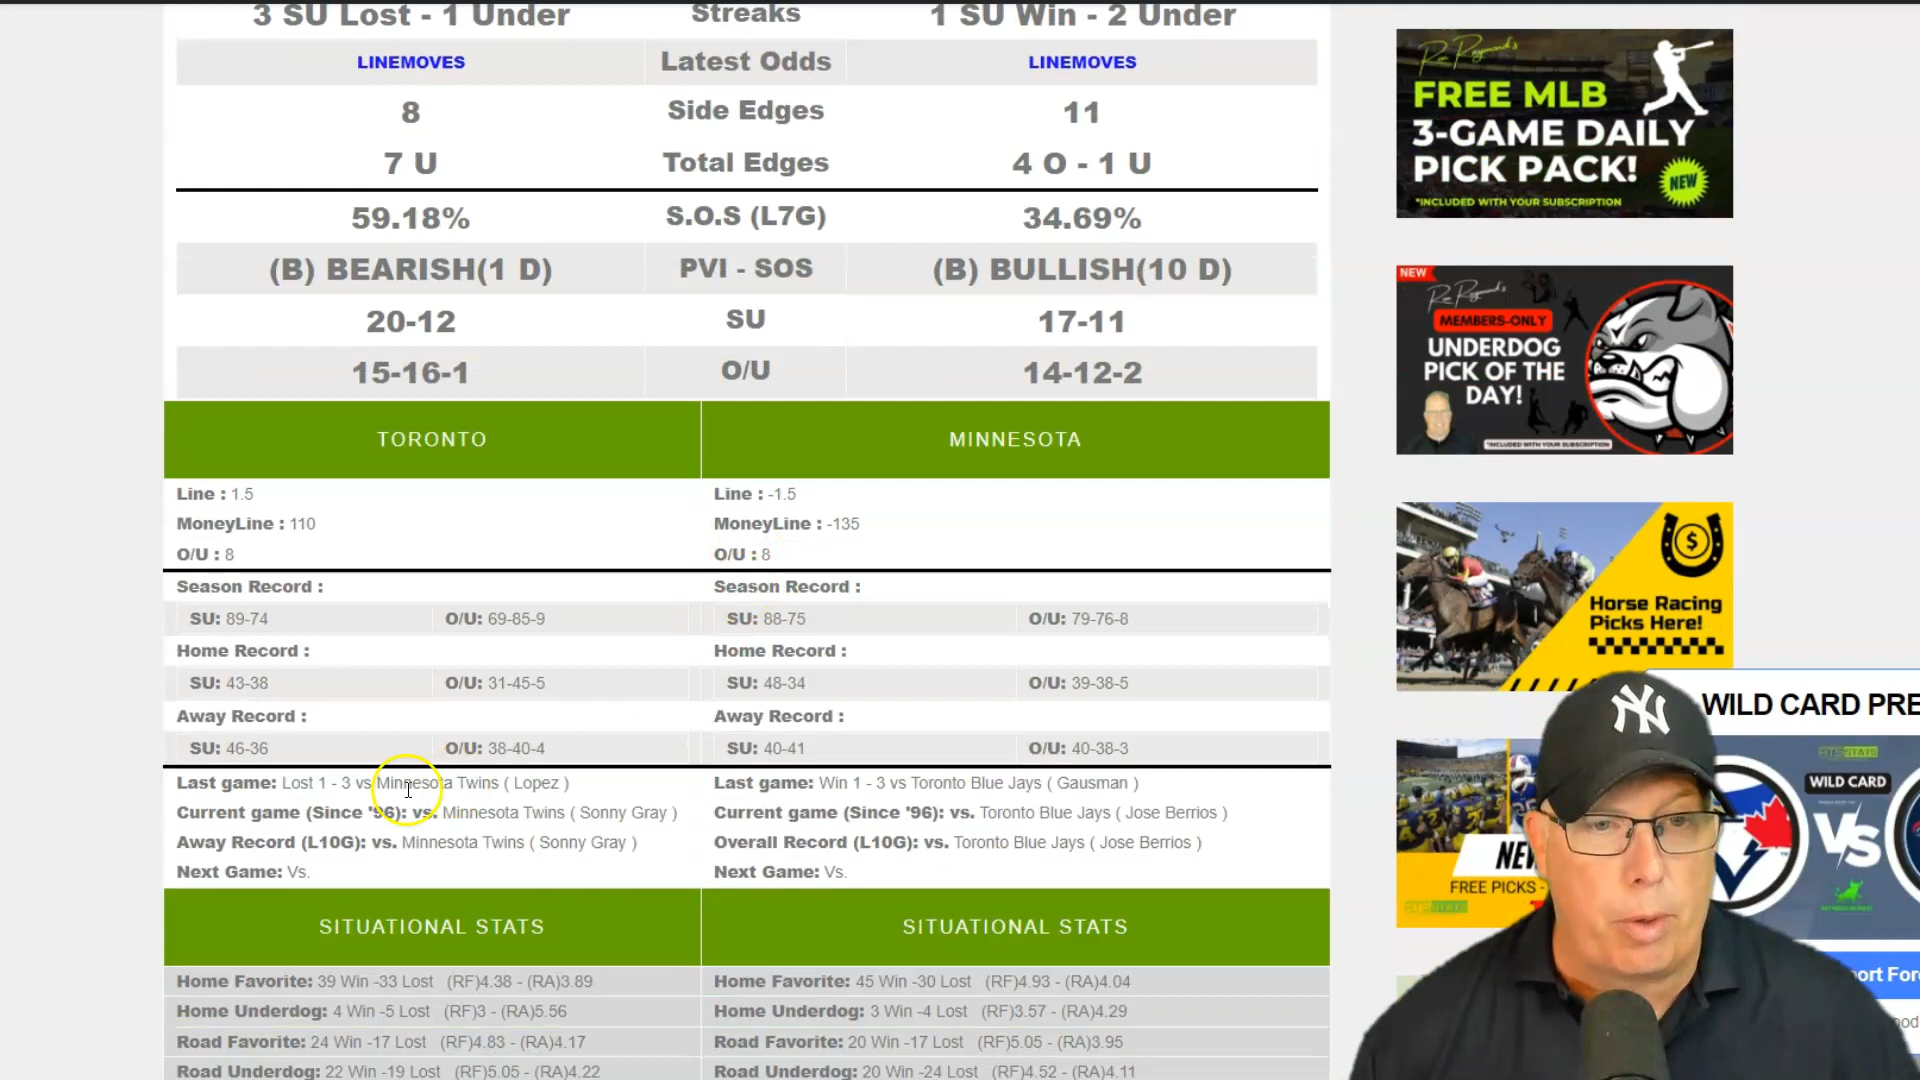 3 SU Lost - 1 Under Streaks 1 SU Win - 2 Under
LINEMOVES Latest Odds LINEMOVES
8 Side Edges 11
7 U Total Edges 4 O - 1 U
59.18% S.O.S (L7G) 34.69%
(B) BEARISH(1 D) PVI - SOS (B) BULLISH(10 D)
20-12 SU 17-11
15-16-1 O/U 14-12-2
TORONTO MINNESOTA
Line : 1.5 Line : -1.5
MoneyLine : 110 MoneyLine : -135
O/U : 8 O/U : 8
Season Record : Season Record :
SU: 89-74 O/U: 69-85-9 SU: 88-75 O/U: 79-76-8
Home Record : Home Record :
SU: 43-38 O/U: 31-45-5 SU: 48-34 O/U: 39-38-5
Away Record : Away Record :
SU: 46-36 O/U: 38-40-4 SU: 40-41 O/U: 40-38-3
Last game: Lost 1 - 3 vs Minnesota Twins ( Lopez ) Last game: Win 1 - 3 vs Toronto Blue Jays ( Gausman )
Current game (Since '96): vs. Minnesota Twins ( Sonny Gray ) Current game (Since '96): vs. Toronto Blue Jays ( Jose Berrios )
Away Record (L10G): vs. Minnesota Twins ( Sonny Gray ) Overall Record (L10G): vs. Toronto Blue Jays ( Jose Berrios )
Next Game: Vs. Next Game: Vs.
SITUATIONAL STATS SITUATIONAL STATS
Home Favorite: 39 Win -33 Lost (RF)4.38 - (RA)3.89 Home Favorite: 45 Win -30 Lost (RF)4.93 - (RA)4.04
Home Underdog: 4 Win -5 Lost (RF)3 - (RA)5.56 Home Underdog: 3 Win -4 Lost (RF)3.57 - (RA)4.29
Road Favorite: 24 Win -17 Lost (RF)4.83 - (RA)4.17 Road Favorite: 20 Win -17 Lost (RF)5.05 - (RA)3.95
Road Underdog: 22 Win -19 Lost (RF)5.05 - (RA)4.22 Road Underdog: 20 Win -24 Lost (RF)4.52 - (RA)4.11
Ron Raymond's
FREE MLB
3-GAME DAILY
PICK PACK!
NEW
*INCLUDED WITH YOUR SUBSCRIPTION
NEW
Ron Raymond's
MEMBERS-ONLY
UNDERDOG
PICK OF THE
DAY!
*INCLUDED WITH YOUR SUBSCRIPTION
$
Horse Racing
Picks Here!
NY
WILD CARD PRE
WILD CARD
VS
FREE PICKS -
ort For